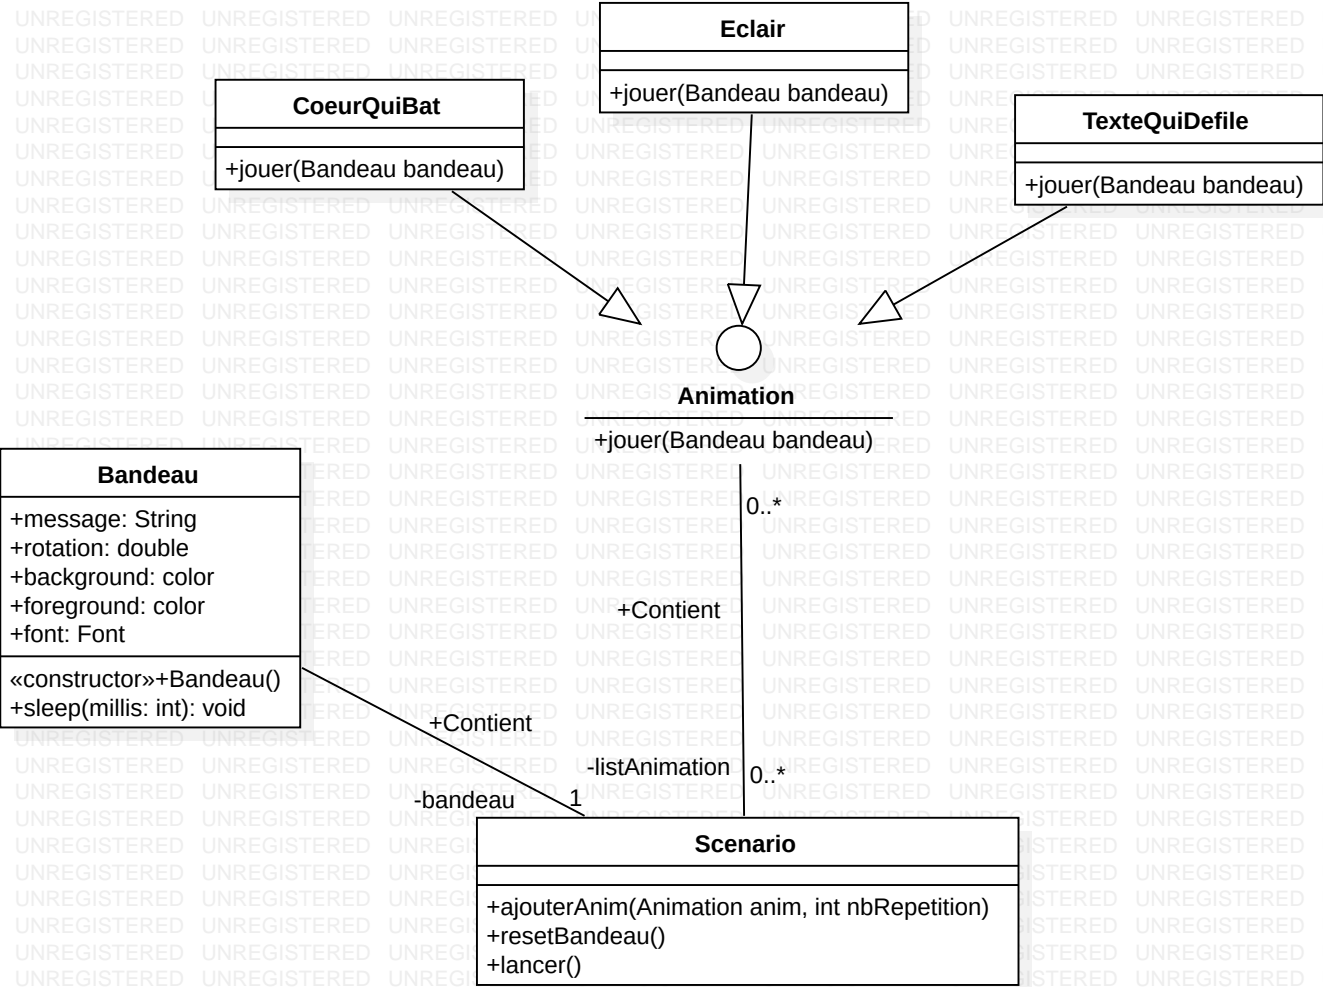 Eclair
+jouer(Bandeau bandeau)
CoeurQuiBat
+jouer(Bandeau bandeau)
TexteQuiDefile
+jouer(Bandeau bandeau)
Animation
+jouer(Bandeau bandeau)
0..*
+Contient
-listAnimation
0..*
Bandeau
+message: String
+rotation: double
+background: color
+foreground: color
+font: Font
«constructor»+Bandeau()
+sleep(millis: int): void
+Contient
-bandeau
1
Scenario
+ajouterAnim(Animation anim, int nbRepetition)
+resetBandeau()
+lancer()
UNREGISTERED